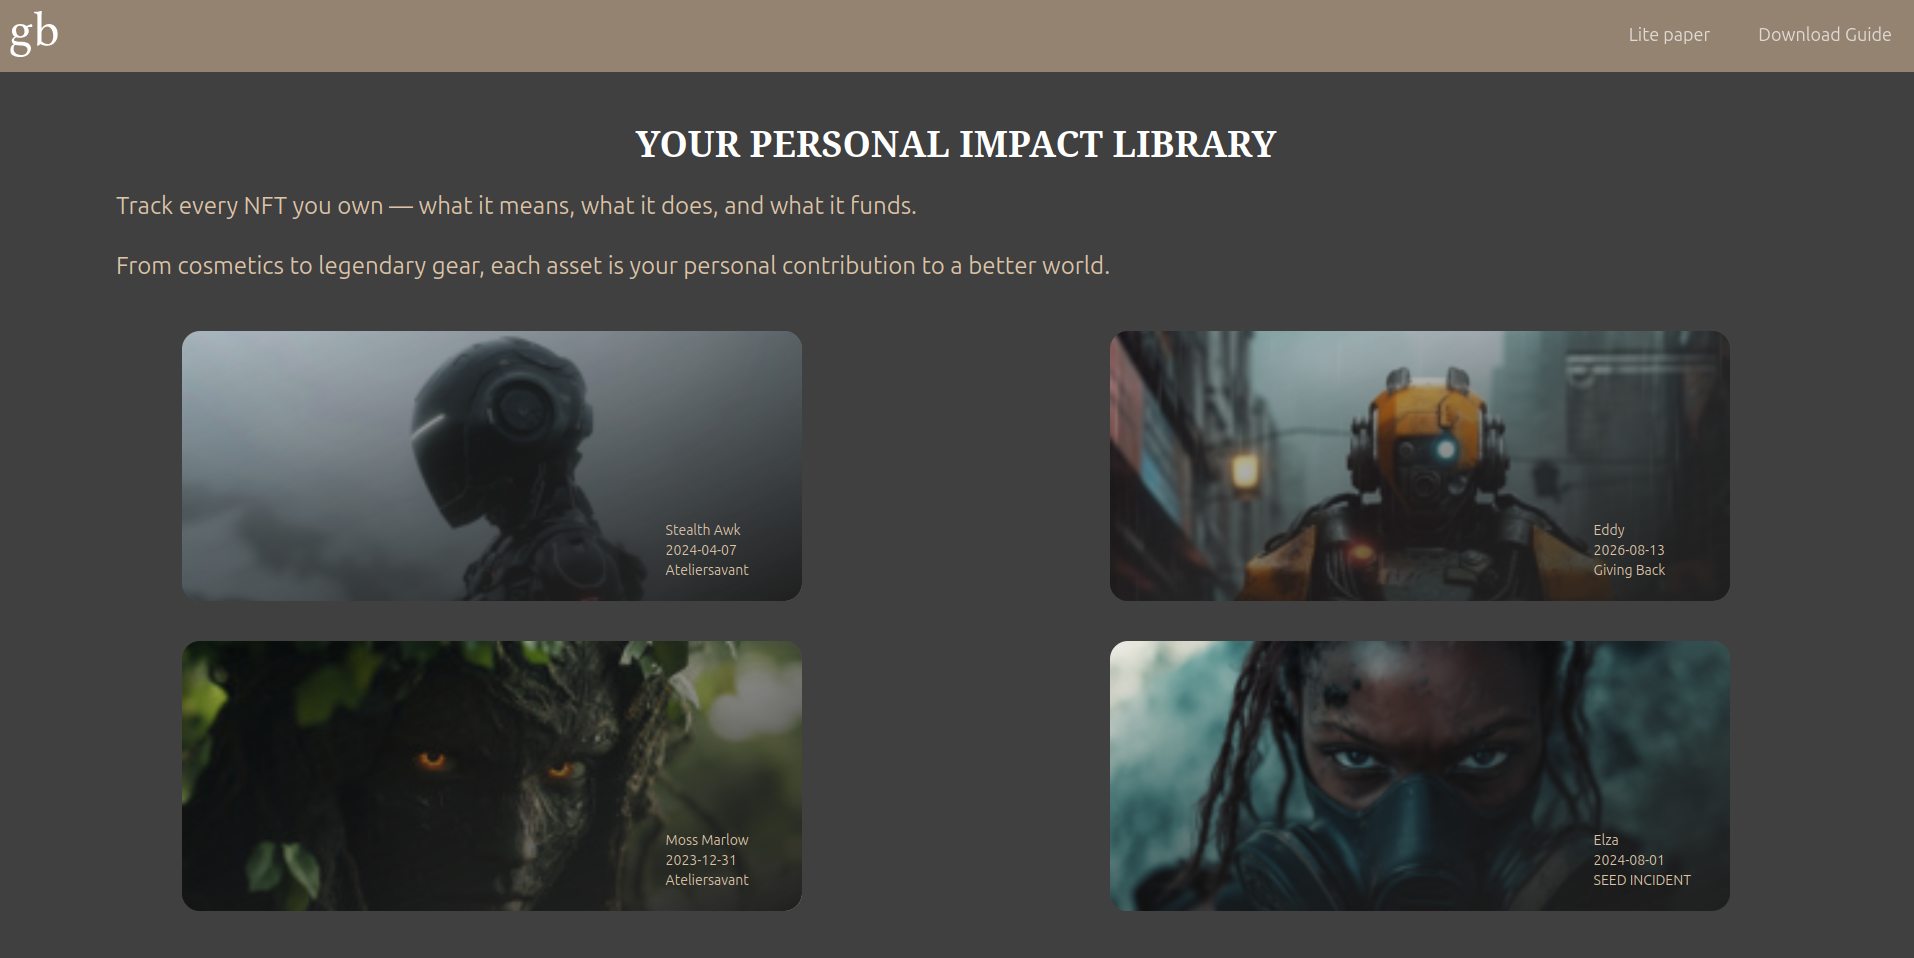 gb
Lite paper
Download Guide
YOUR PERSONAL IMPACT LIBRARY
Track every NFT you own — what it means, what it does, and what it funds.
From cosmetics to legendary gear, each asset is your personal contribution to a better world.
Stealth Awk
2024-04-07
Ateliersavant
Eddy
2026-08-13
Giving Back
Moss Marlow
2023-12-31
Ateliersavant
Elza
2024-08-01
SEED INCIDENT